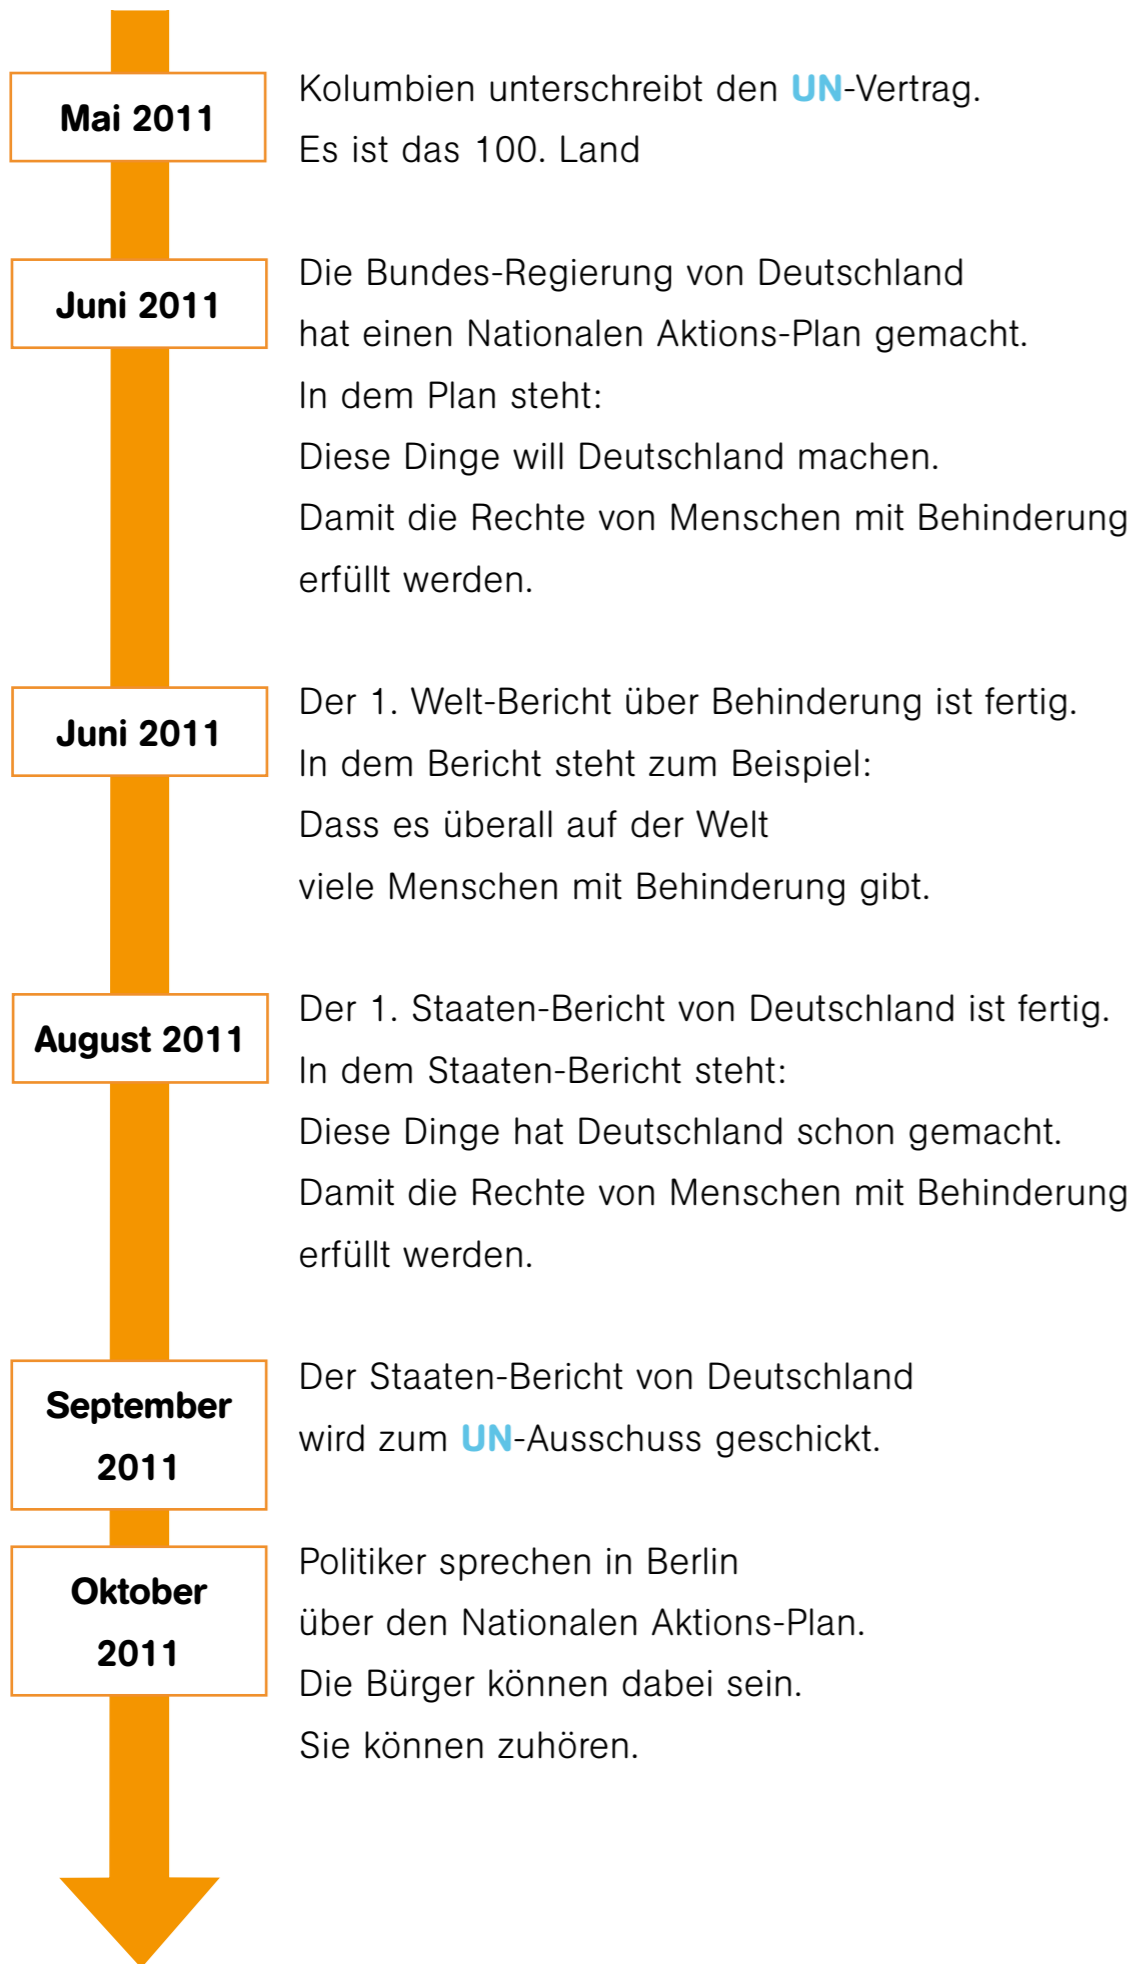 Mai 2011
Kolumbien unterschreibt den UN-Vertrag.
Es ist das 100. Land
Juni 2011
Die Bundes-Regierung von Deutschland
hat einen Nationalen Aktions-Plan gemacht.
In dem Plan steht:
Diese Dinge will Deutschland machen.
Damit die Rechte von Menschen mit Behinderung
erfüllt werden.
Juni 2011
Der 1. Welt-Bericht über Behinderung ist fertig.
In dem Bericht steht zum Beispiel:
Dass es überall auf der Welt
viele Menschen mit Behinderung gibt.
August 2011
Der 1. Staaten-Bericht von Deutschland ist fertig.
In dem Staaten-Bericht steht:
Diese Dinge hat Deutschland schon gemacht.
Damit die Rechte von Menschen mit Behinderung
erfüllt werden.
September
2011
Der Staaten-Bericht von Deutschland
wird zum UN-Ausschuss geschickt.
Oktober
2011
Politiker sprechen in Berlin
über den Nationalen Aktions-Plan.
Die Bürger können dabei sein.
Sie können zuhören.